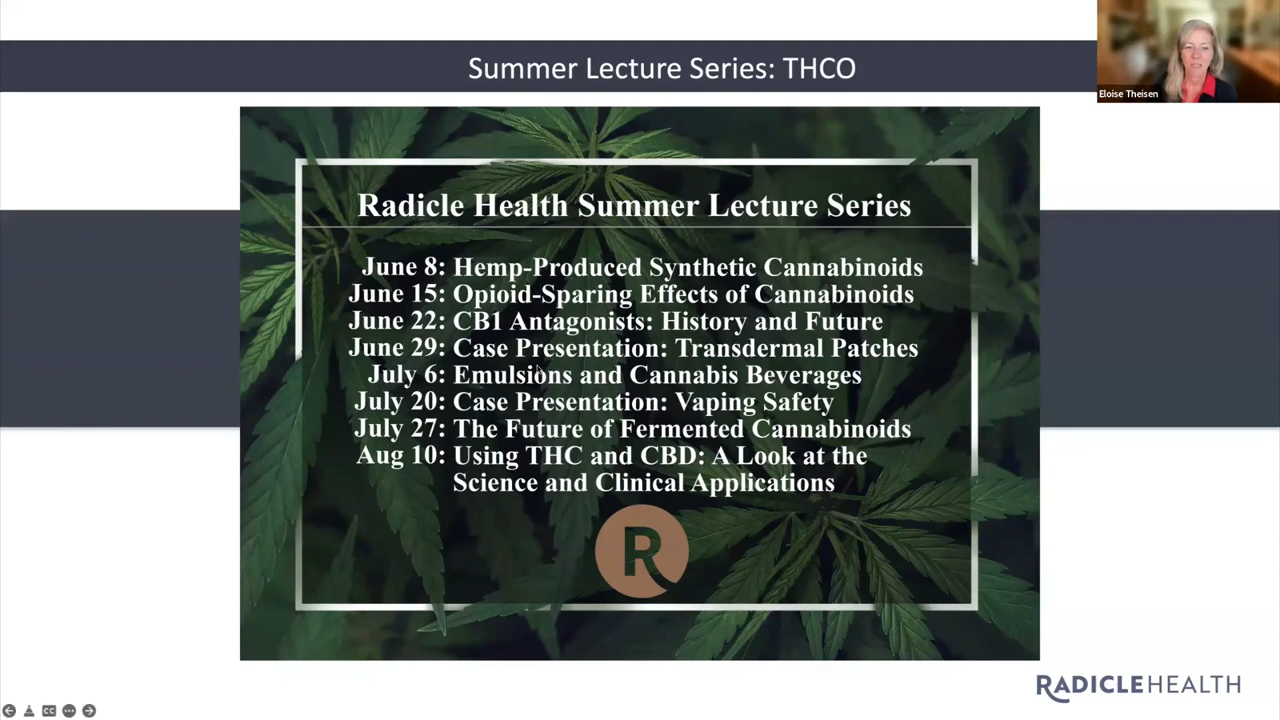 Summer Lecture Series: THCO
Eloise Theisen
Radicle Health Summer Lecture Series
June 8: Hemp-Produced Synthetic Cannabinoids
June 15: Opioid-Sparing Effects of Cannabinoids
June 22: CB1 Antagonists: History and Future
June 29: Case Presentation: Transdermal Patches
July 6: Emulsions and Cannabis Beverages
July 20: Case Presentation: Vaping Safety
July 27: The Future of Fermented Cannabinoids
Aug 10: Using THC and CBD: A Look at the
Science and Clinical Applications
R
RADICLEHEALTH
CC